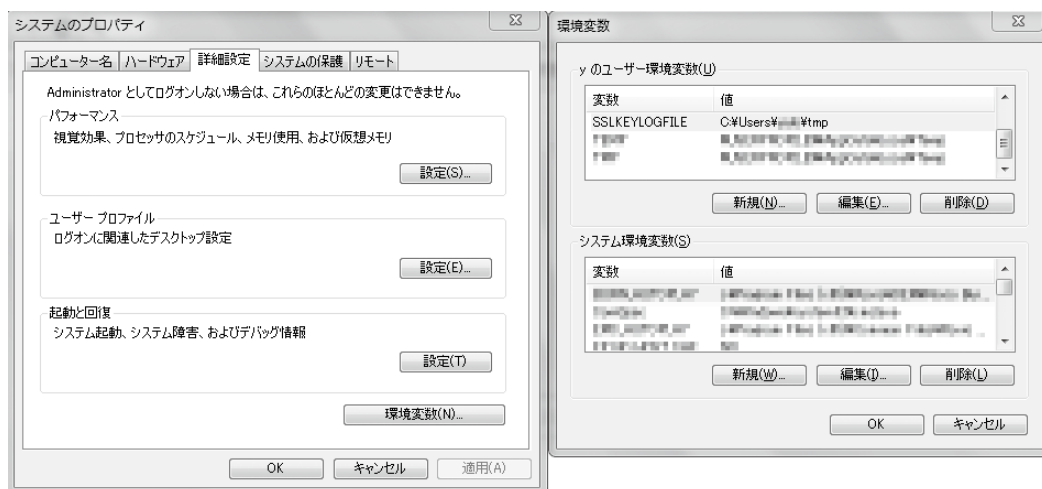 システムのプロパティ
コンピューター名 ハードウェア 詳細設定 システムの保護 リモート
Administrator としてログオンしない場合は、これらのほとんどの変更はできません。
パフォーマンス
視覚効果、プロセッサのスケジュール、メモリ使用、および仮想メモリ
設定(S)...
ユーザー プロファイル
ログオンに関連したデスクトップ設定
設定(E)...
起動と回復
システム起動、システム障害、およびデバッグ情報
設定(T)
環境変数(N)...
OK キャンセル 適用(A)
環境変数
y のユーザー環境変数(U)
変数 値
SSLKEYLOGFILE C:¥Users¥ ¥tmp
新規(N)... 編集(E)... 削除(D)
システム環境変数(S)
変数 値
新規(W)... 編集(I)... 削除(L)
OK キャンセル